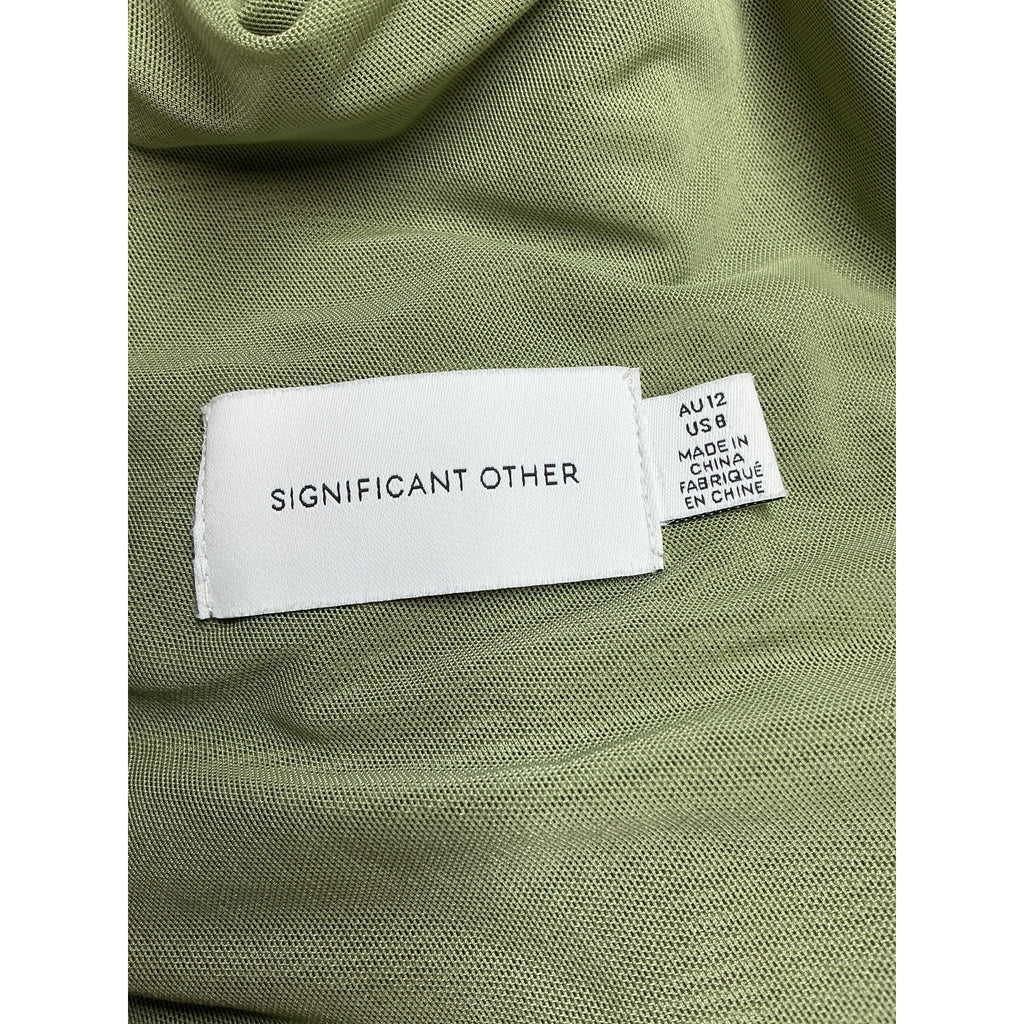 SIGNIFICANT OTHER
AU 12
US 8
MADE IN
CHINA
FABRIQUÉ
EN CHINE